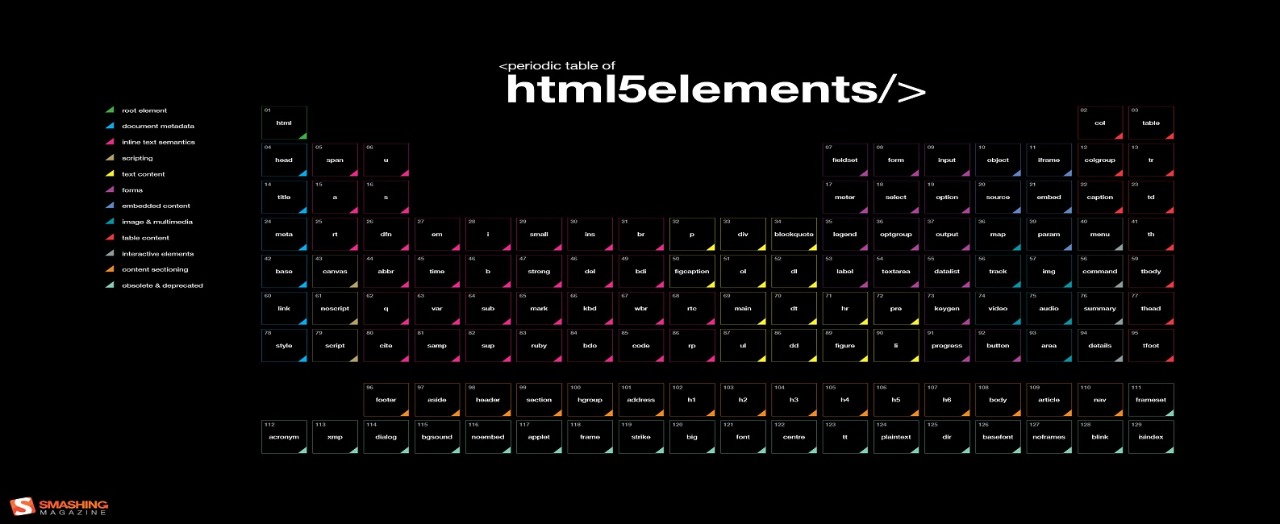 <periodic table of
html5elements/>
root element
document metadata
inline text semantics
scripting
text content
forms
embedded content
image & multimedia
table content
interactive elements
content sectioning
obsolete & deprecated
01 02 03
html col table
04 05 06 07 08 09 10 11 12 13
head span u fieldset form input object iframe colgroup tr
14 15 16 17 18 19 20 21 22 23
title a s meter select option source embed caption td
24 25 26 27 28 29 30 31 32 33 34 35 36 37 38 39 40 41
meta rt dfn em i small ins br p div blockquote legend optgroup output map param menu th
42 43 44 45 46 47 48 49 50 51 52 53 54 55 56 57 58 59
base canvas abbr time b strong del bdi figcaption ol dl label textarea datalist track img command tbody
60 61 62 63 64 65 66 67 68 69 70 71 72 73 74 75 76 77
link noscript q var sub mark kbd wbr rtc main dt hr pre keygen video audio summary thead
78 79 80 81 82 83 84 85 86 87 88 89 90 91 92 93 94 95
style script cite samp sup ruby bdo code rp ul dd figure li progress button area details tfoot
96 97 98 99 100 101 102 103 104 105 106 107 108 109 110 111
footer aside header section hgroup address h1 h2 h3 h4 h5 h6 body article nav frameset
112 113 114 115 116 117 118 119 120 121 122 123 124 125 126 127 128 129
acronym xmp dialog bgsound noembed applet frame strike big font centre tt plaintext dir basefont noframes blink isindex
S SMASHING
MAGAZINE